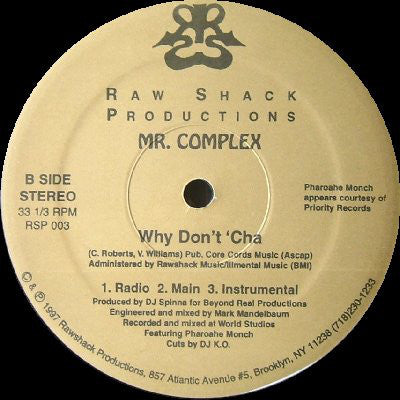 RAW SHACK
PRODUCTIONS
MR. COMPLEX
B SIDE
STEREO
33 1/3 RPM
RSP 003
Pharoahe Monch
appears courtesy of
Priority Records
Why Don't 'Cha
(C. Roberts, V. Williams) Pub. Core Cords Music (Ascap)
Administered by Rawshack Music/Illmental Music (BMI)
1. Radio 2. Main 3. Instrumental
Produced by DJ Spinna for Beyond Real Productions
Engineered and mixed by Mark Mandelbaum
Recorded and mixed at World Studios
Featuring Pharoahe Monch
Cuts by DJ K.O.
© & ℗ 1997 Rawshack Productions, 857 Atlantic Avenue #5, Brooklyn, NY 11238 (718)230-1233